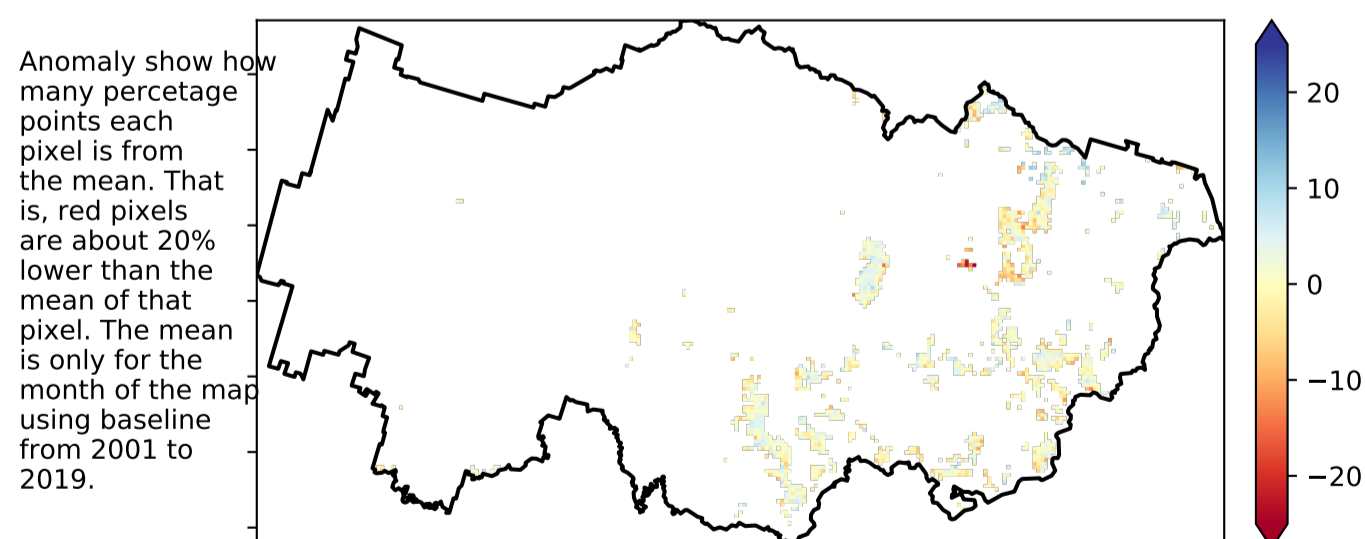 Anomaly show how
many percetage
points each
pixel is from
the mean. That
is, red pixels
are about 20%
lower than the
mean of that
pixel. The mean
is only for the
month of the map
using baseline
from 2001 to
2019.
20
10
0
−10
−20